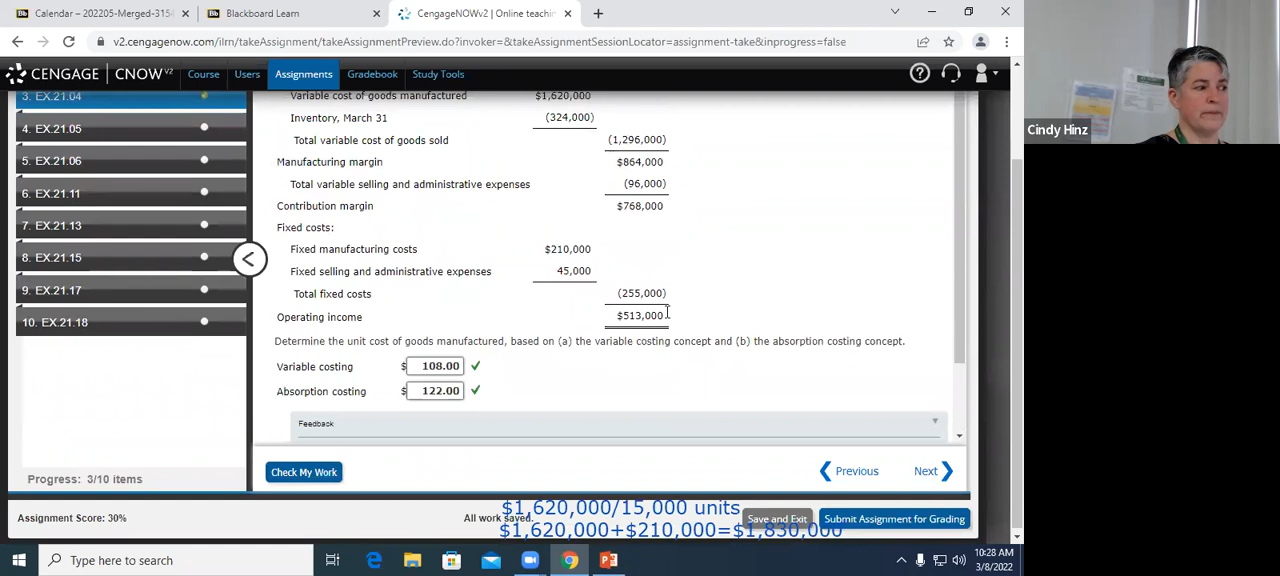 Calendar – 202205-Merged-3154
Blackboard Learn
CengageNOWv2 | Online teachin
v2.cengagenow.com/ilrn/takeAssignment/takeAssignmentPreview.do?invoker=&takeAssignmentSessionLocator=assignment-take&inprogress=false
CENGAGE | CNOWv2 Course Users Assignments Gradebook Study Tools
3. EX.21.04
4. EX.21.05
5. EX.21.06
6. EX.21.11
7. EX.21.13
8. EX.21.15
9. EX.21.17
10. EX.21.18
Progress: 3/10 items
Variable cost of goods manufactured $1,620,000
Inventory, March 31 (324,000)
Total variable cost of goods sold (1,296,000)
Manufacturing margin $864,000
Total variable selling and administrative expenses (96,000)
Contribution margin $768,000
Fixed costs:
Fixed manufacturing costs $210,000
Fixed selling and administrative expenses 45,000
Total fixed costs (255,000)
Operating income $513,000
Determine the unit cost of goods manufactured, based on (a) the variable costing concept and (b) the absorption costing concept.
Variable costing $ 108.00
Absorption costing $ 122.00
Feedback
Check My Work Previous Next
$1,620,000/15,000 units
Assignment Score: 30% All work saved. Save and Exit Submit Assignment for Grading
$1,620,000+$210,000=$1,830,000
Type here to search
10:28 AM
3/8/2022
Cindy Hinz